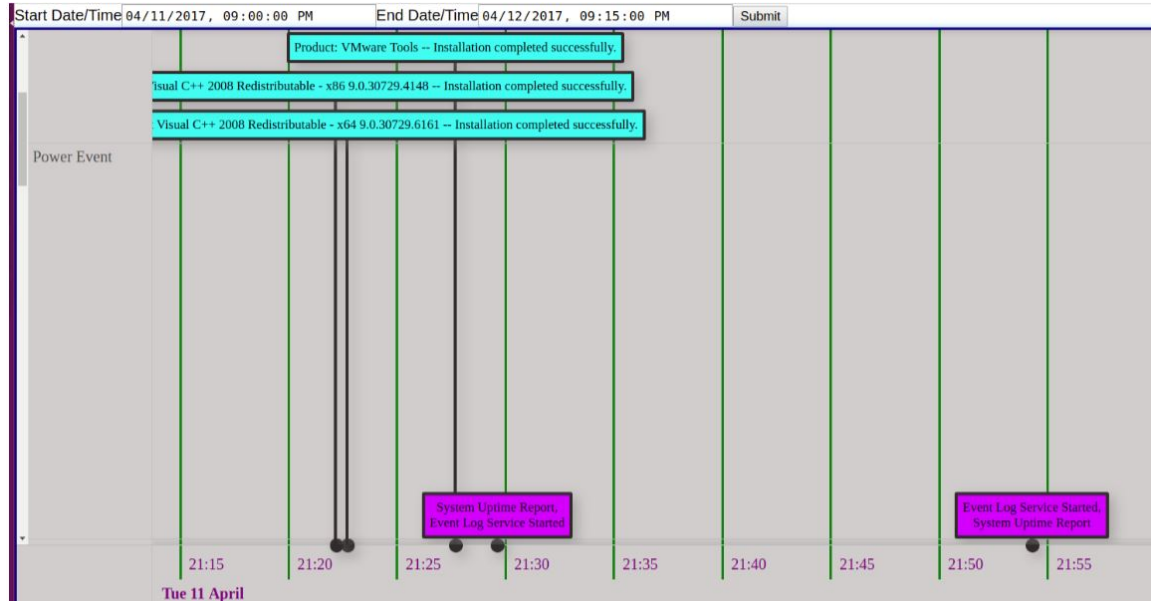 Start Date/Time 04/11/2017, 09:00:00 PM End Date/Time 04/12/2017, 09:15:00 PM Submit
Product: VMware Tools -- Installation completed successfully.
isual C++ 2008 Redistributable - x86 9.0.30729.4148 -- Installation completed successfully.
Visual C++ 2008 Redistributable - x64 9.0.30729.6161 -- Installation completed successfully.
Power Event
System Uptime Report,
Event Log Service Started
Event Log Service Started,
System Uptime Report
21:15 21:20 21:25 21:30 21:35 21:40 21:45 21:50 21:55
Tue 11 April